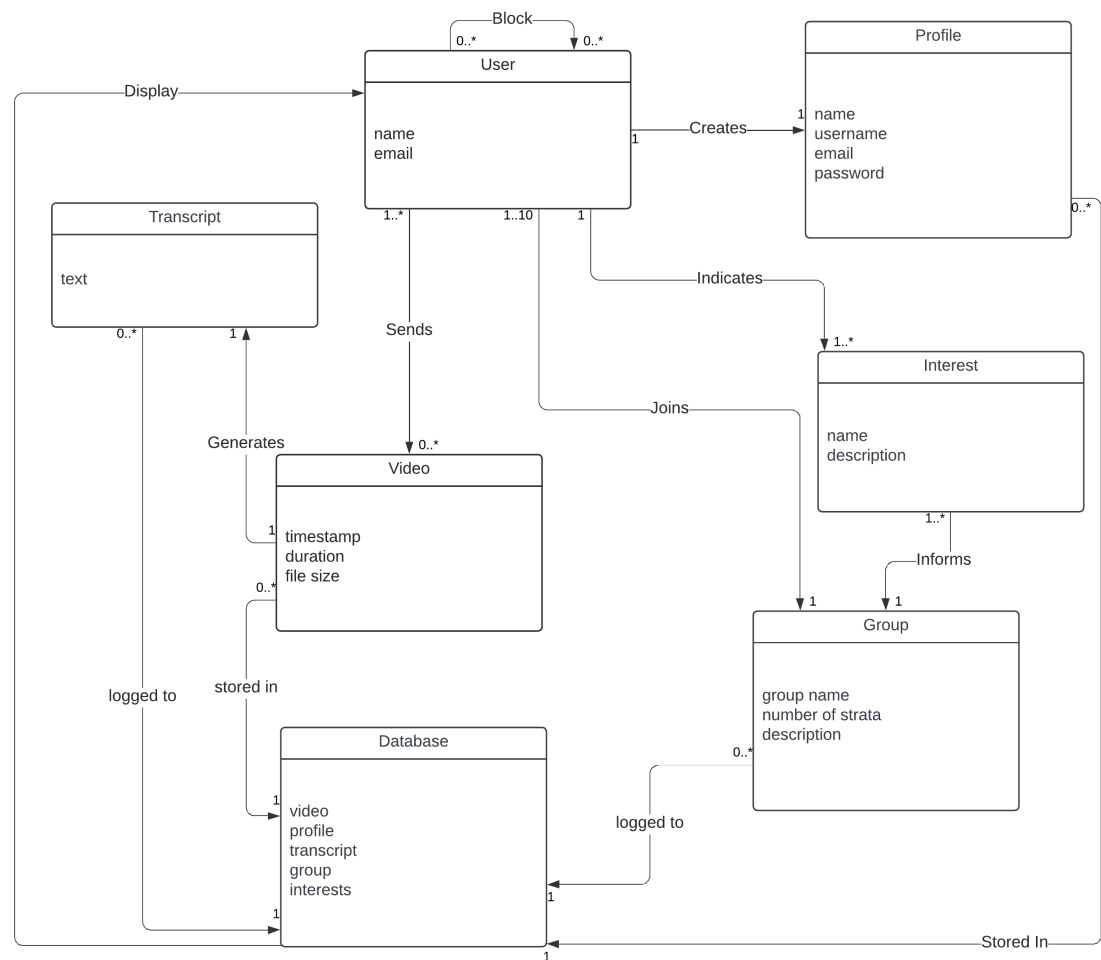 Block
0..*
0..*
User
name
email
Profile
name
username
email
password
Display
Creates
1
1
0..*
Transcript
text
1..*
1..10
1
Indicates
1..*
0..*
1
Sends
Interest
name
description
Joins
Generates
0..*
Video
timestamp
duration
file size
1
0..*
1..*
Informs
1
1
Group
group name
number of strata
description
logged to
stored in
Database
video
profile
transcript
group
interests
0..*
1
logged to
1
1
Stored In
1